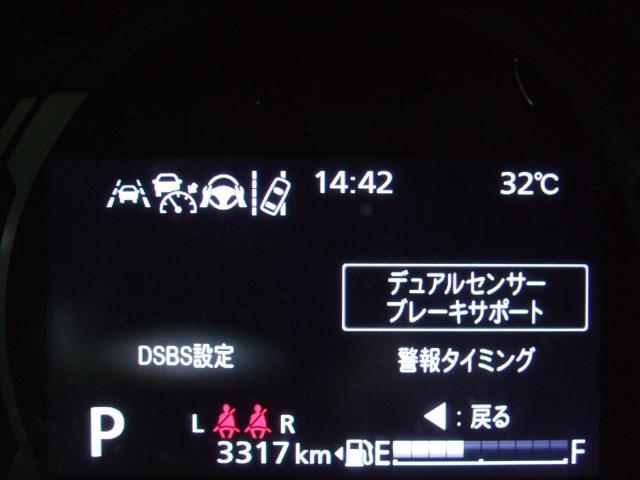 14:42 32℃
デュアルセンサー
ブレーキサポート
DSBS設定 警報タイミング
◀:戻る
P L R
3317 km E F